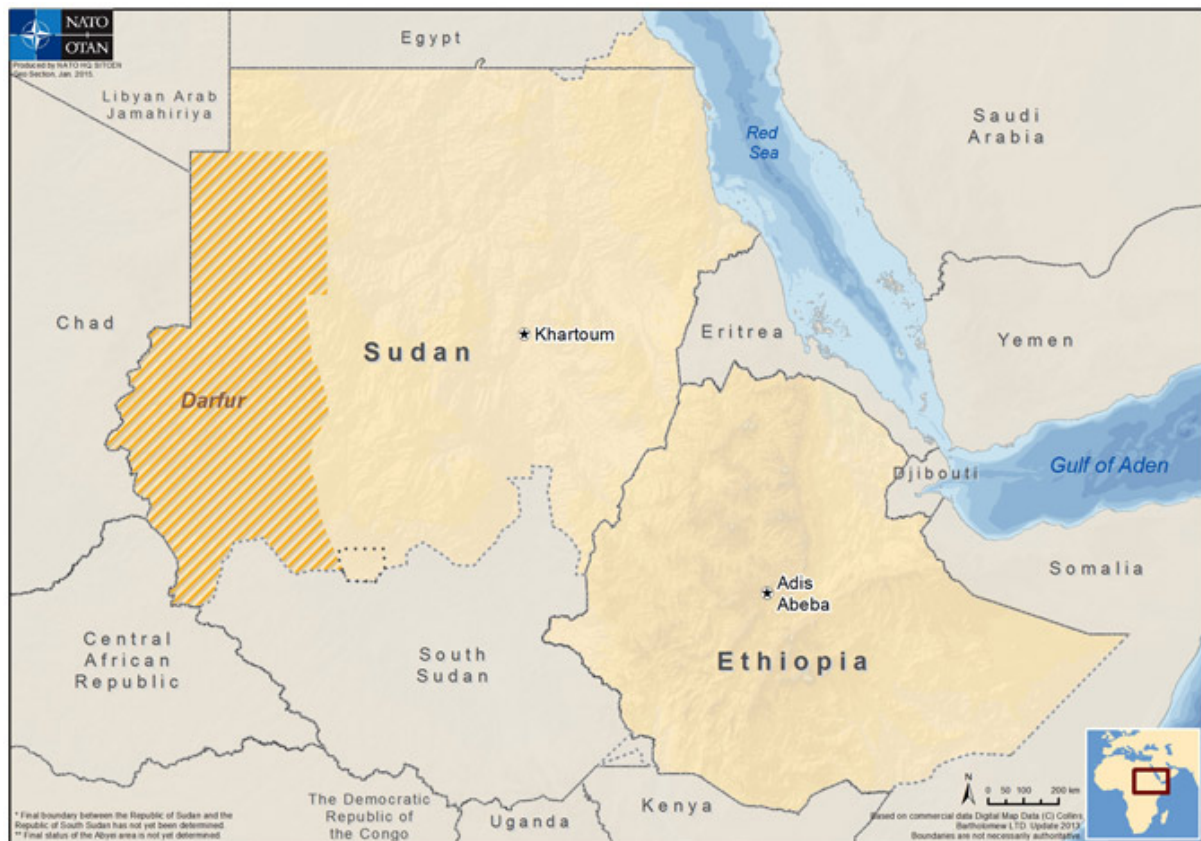 NATO
OTAN
Produced by NATO HQ SITCEN
Geo Section, Jan. 2015.
Egypt
Libyan Arab
Jamahiriya
Saudi
Arabia
Red
Sea
Chad
Khartoum
Sudan
Eritrea
Yemen
Darfur
Djibouti
Gulf of Aden
Somalia
Adis
Abeba
Central
African
Republic
South
Sudan
Ethiopia
N
0 50 100 200 km
The Democratic
Republic of
the Congo
Uganda
Kenya
* Final boundary between the Republic of Sudan and the
Republic of South Sudan has not yet been determined.
** Final status of the Abyei area is not yet determined.
Based on commercial data Digital Map Data (C) Collins
Bartholomew LTD. Update 2013
Boundaries are not necessarily authoritative.